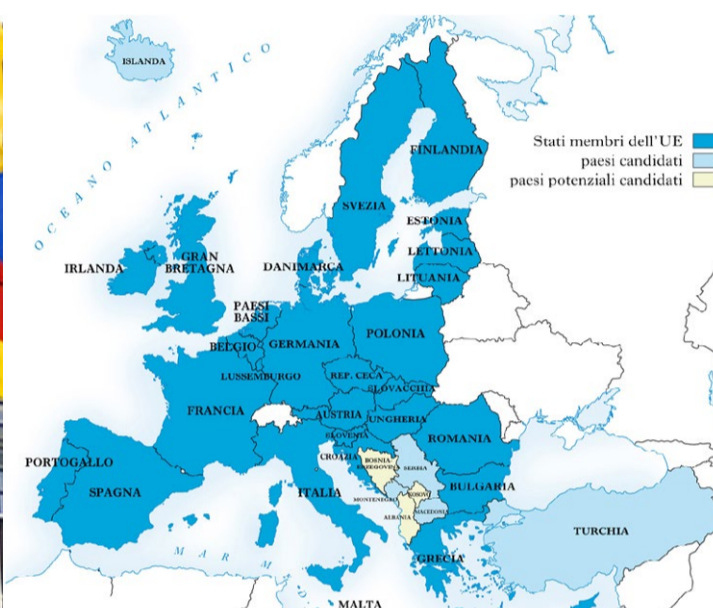 ISLANDA
OCEANO ATLANTICO
Stati membri dell'UE
paesi candidati
paesi potenziali candidati
FINLANDIA
SVEZIA
ESTONIA
LETTONIA
LITUANIA
IRLANDA
GRAN
BRETAGNA
DANIMARCA
PAESI
BASSI
BELGIO
GERMANIA
POLONIA
LUSSEMBURGO
REP. CECA
SLOVACCHIA
FRANCIA
AUSTRIA
UNGHERIA
SLOVENIA
ROMANIA
CROAZIA
BOSNIA
ERZEGOVINA
SERBIA
PORTOGALLO
SPAGNA
ITALIA
MONTENEGRO
KOSOVO
BULGARIA
ALBANIA
MACEDONIA
TURCHIA
GRECIA
MAR M
MALTA